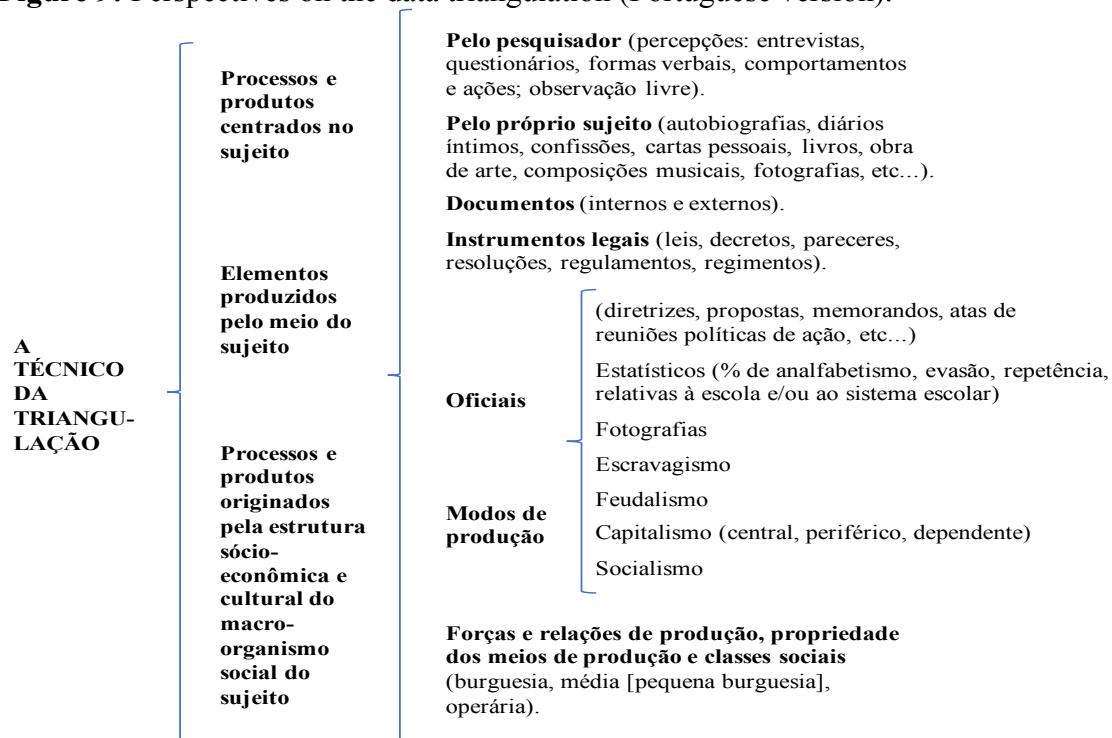 Figure 9: Perspectives on the data triangulation (Portuguese version).
A
TÉCNICO
DA
TRIANGU-
LAÇÃO
Processos e
produtos
centrados no
sujeito
Pelo pesquisador (percepções: entrevistas,
questionários, formas verbais, comportamentos
e ações; observação livre).
Pelo próprio sujeito (autobiografias, diários
íntimos, confissões, cartas pessoais, livros, obra
de arte, composições musicais, fotografias, etc...).
Elementos
produzidos
pelo meio do
sujeito
Documentos (internos e externos).
Instrumentos legais (leis, decretos, pareceres,
resoluções, regulamentos, regimentos).
Oficiais
(diretrizes, propostas, memorandos, atas de
reuniões políticas de ação, etc...)
Estatísticos (% de analfabetismo, evasão, repetência,
relativas à escola e/ou ao sistema escolar)
Fotografias
Processos e
produtos
originados
pela estrutura
sócio-
econômica e
cultural do
macro-
organismo
social do
sujeito
Modos de
produção
Escravagismo
Feudalismo
Capitalismo (central, periférico, dependente)
Socialismo
Forças e relações de produção, propriedade
dos meios de produção e classes sociais
(burguesia, média [pequena burguesia],
operária).